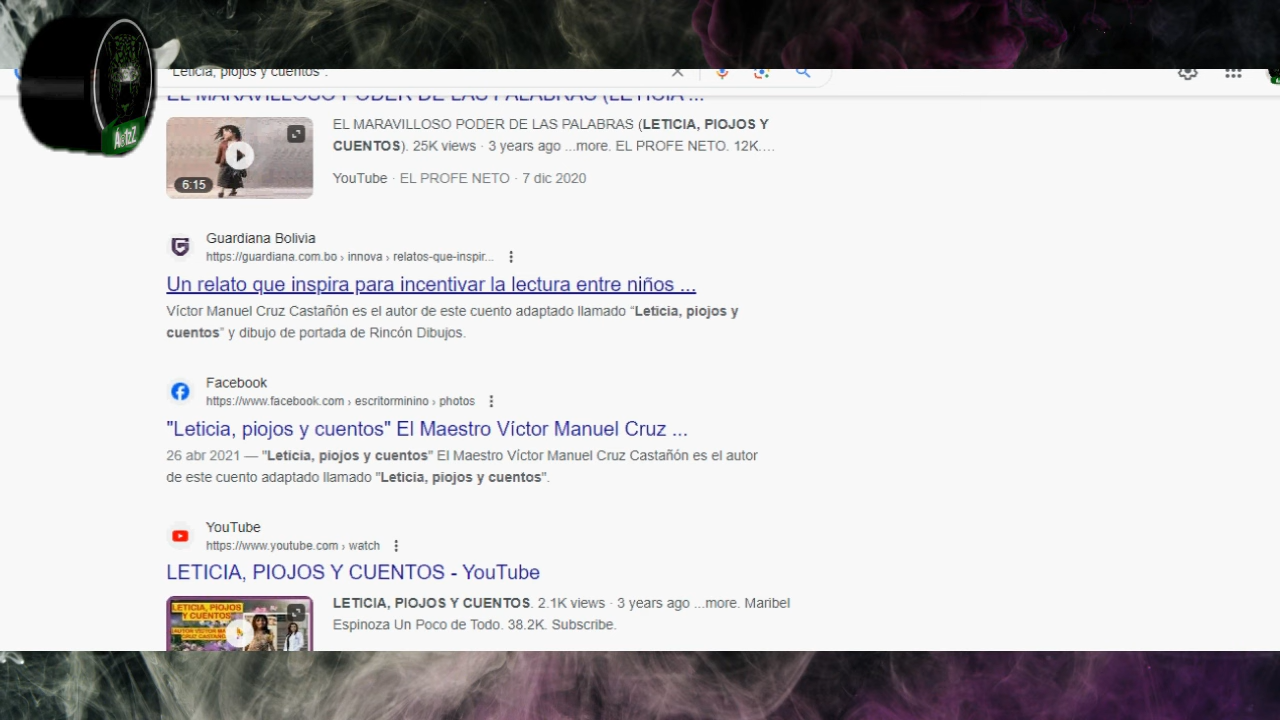 "Leticia, piojos y cuentos".
EL MARAVILLOSO PODER DE LAS PALABRAS (LETICIA ...
EL MARAVILLOSO PODER DE LAS PALABRAS (LETICIA, PIOJOS Y
CUENTOS). 25K views · 3 years ago ...more. EL PROFE NETO. 12K....
6:15
YouTube · EL PROFE NETO · 7 dic 2020
Guardiana Bolivia
https://guardiana.com.bo › innova › relatos-que-inspir...
Un relato que inspira para incentivar la lectura entre niños ...
Víctor Manuel Cruz Castañón es el autor de este cuento adaptado llamado “Leticia, piojos y
cuentos” y dibujo de portada de Rincón Dibujos.
Facebook
https://www.facebook.com › escritorminino › photos
"Leticia, piojos y cuentos" El Maestro Víctor Manuel Cruz ...
26 abr 2021 — "Leticia, piojos y cuentos" El Maestro Víctor Manuel Cruz Castañón es el autor
de este cuento adaptado llamado "Leticia, piojos y cuentos".
YouTube
https://www.youtube.com › watch
LETICIA, PIOJOS Y CUENTOS - YouTube
LETICIA, PIOJOS Y CUENTOS. 2.1K views · 3 years ago ...more. Maribel
Espinoza Un Poco de Todo. 38.2K. Subscribe.
LETICIA, PIOJOS
Y CUENTOS